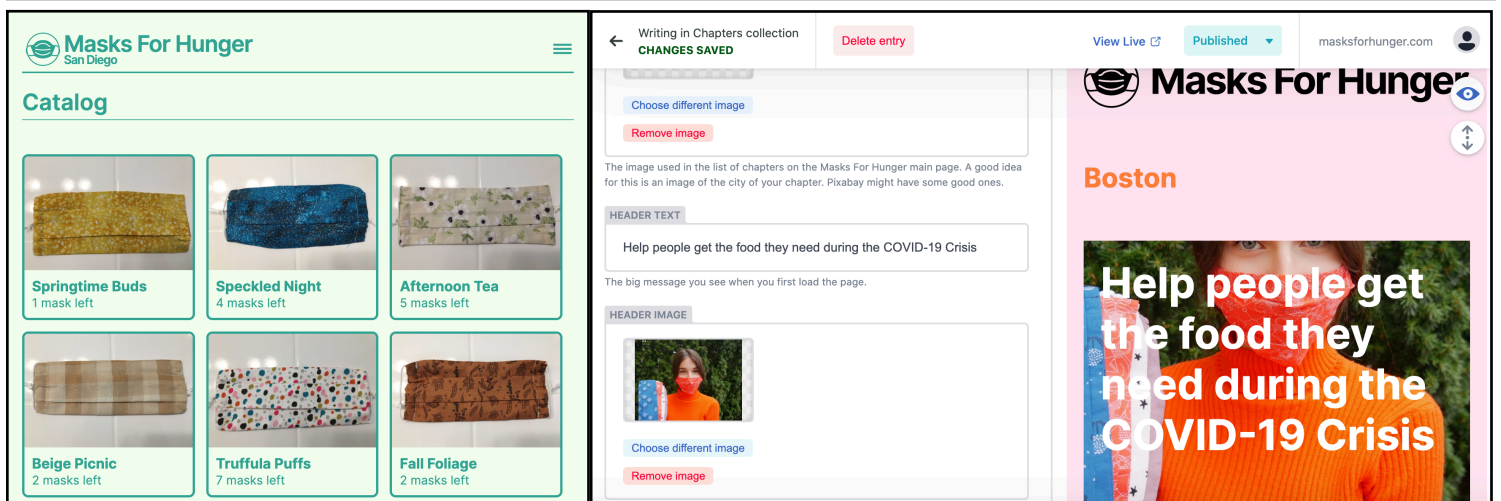 Masks For Hunger
San Diego
Catalog
Springtime Buds
1 mask left
Speckled Night
4 masks left
Afternoon Tea
5 masks left
Beige Picnic
2 masks left
Truffula Puffs
7 masks left
Fall Foliage
2 masks left
Writing in Chapters collection
CHANGES SAVED
Delete entry
View Live
Published
masksforhunger.com
Choose different image
Remove image
The image used in the list of chapters on the Masks For Hunger main page. A good idea
for this is an image of the city of your chapter. Pixabay might have some good ones.
HEADER TEXT
Help people get the food they need during the COVID-19 Crisis
The big message you see when you first load the page.
HEADER IMAGE
Choose different image
Remove image
Masks For Hunger
Boston
Help people get
the food they
need during the
COVID-19 Crisis